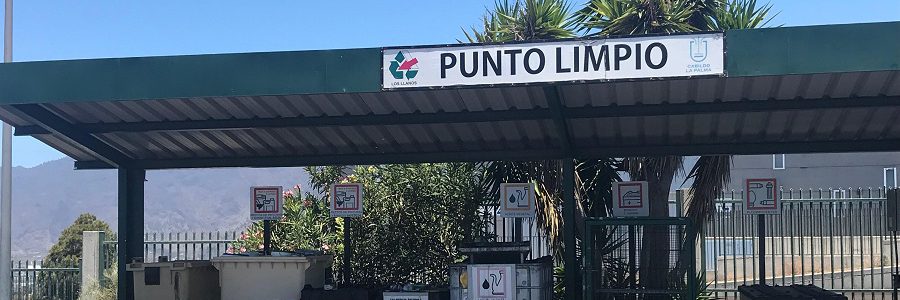 PUNTO LIMPIO
LOS LLANOS
CABILDO
LA PALMA